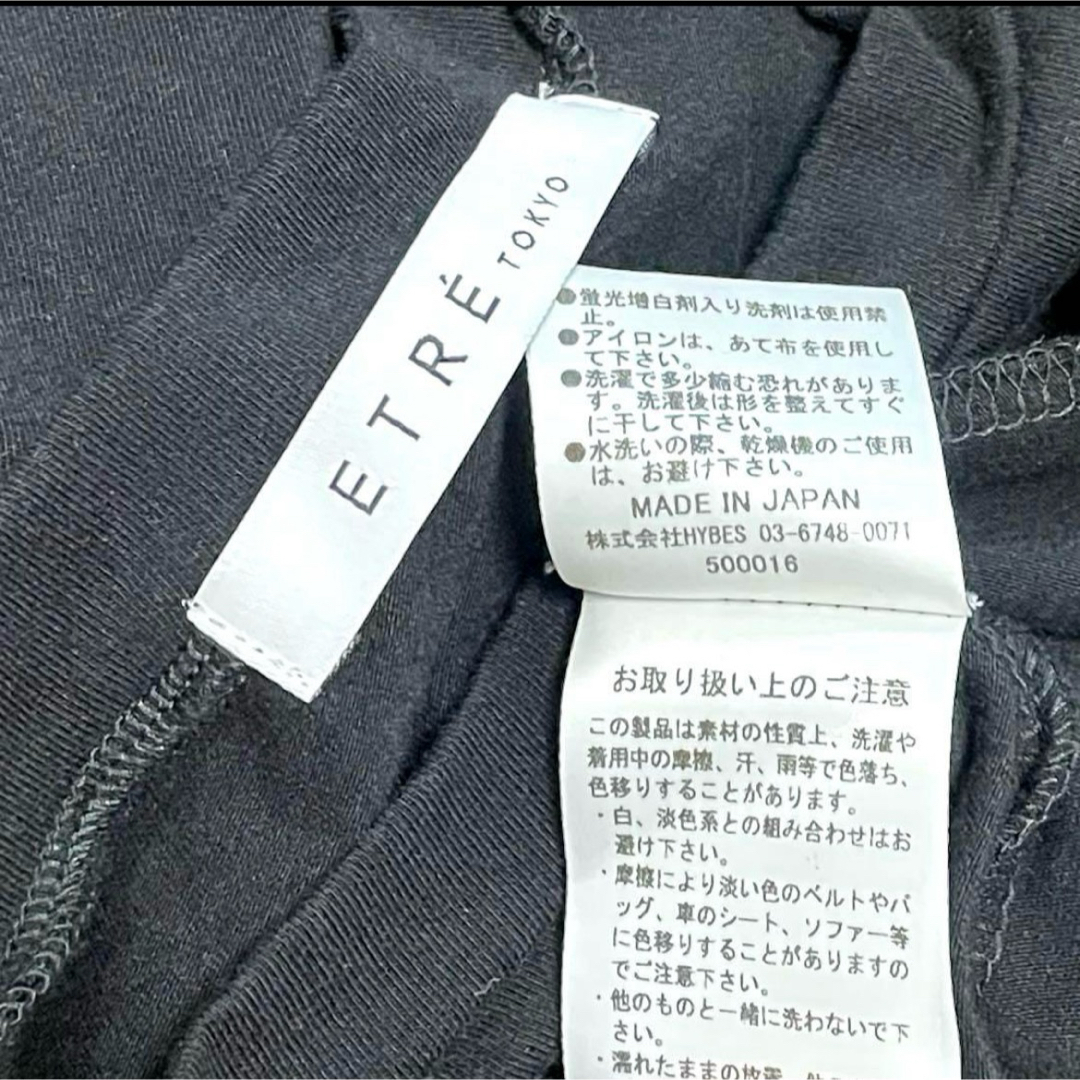 ETRÉ TOKYO
●蛍光増白剤入り洗剤は使用禁
止。
●アイロンは、あて布を使用し
て下さい。
●洗濯で多少縮む恐れがありま
す。洗濯後は形を整えてすぐ
に干して下さい。
●水洗いの際、乾燥機のご使用
は、お避け下さい。
MADE IN JAPAN
株式会社HYBES 03-6748-0071
500016
お取り扱い上のご注意
この製品は素材の性質上、洗濯や
着用中の摩擦、汗、雨等で色落ち、
色移りすることがあります。
・白、淡色系との組み合わせはお
避け下さい。
・摩擦により淡い色のベルトやバ
ッグ、車のシート、ソファー等
に色移りすることがありますの
でご注意下さい。
・他のものと一緒に洗わないで下
さい。
・濡れたままの放置、